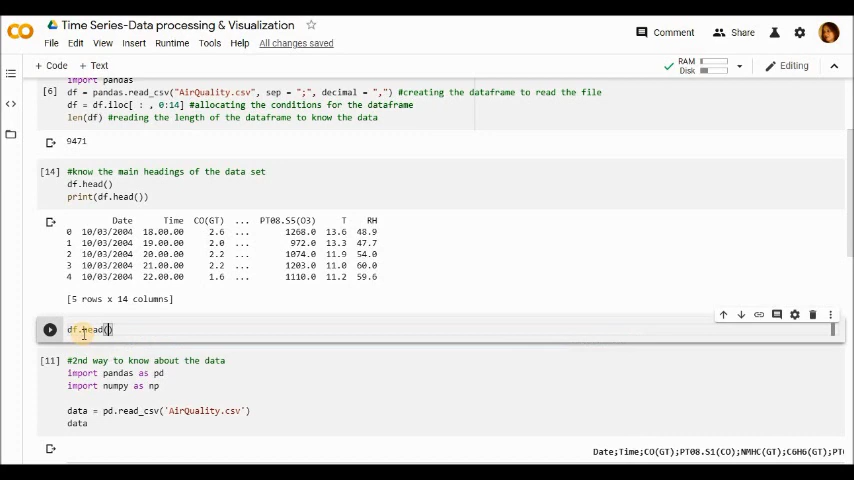 Time Series-Data processing & Visualization
File Edit View Insert Runtime Tools Help All changes saved
Comment Share
+ Code + Text
RAM
Disk
Editing
import pandas
[6] df = pandas.read_csv("AirQuality.csv", sep = ";", decimal = ",") #creating the dataframe to read the file
df = df.iloc[ : , 0:14] #allocating the conditions for the dataframe
len(df) #reading the length of the dataframe to know the data
9471
[14] #know the main headings of the data set
df.head()
print(df.head())
Date Time CO(GT) ... PT08.S5(O3) T RH
0 10/03/2004 18.00.00 2.6 ... 1268.0 13.6 48.9
1 10/03/2004 19.00.00 2.0 ... 972.0 13.3 47.7
2 10/03/2004 20.00.00 2.2 ... 1074.0 11.9 54.0
3 10/03/2004 21.00.00 2.2 ... 1203.0 11.0 60.0
4 10/03/2004 22.00.00 1.6 ... 1110.0 11.2 59.6
[5 rows x 14 columns]
df.head()
[11] #2nd way to know about the data
import pandas as pd
import numpy as np
data = pd.read_csv('AirQuality.csv')
data
Date;Time;CO(GT);PT08.S1(CO);NMHC(GT);C6H6(GT);PT